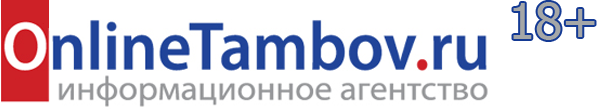 OnlineTambov.ru
информационное агентство
18+